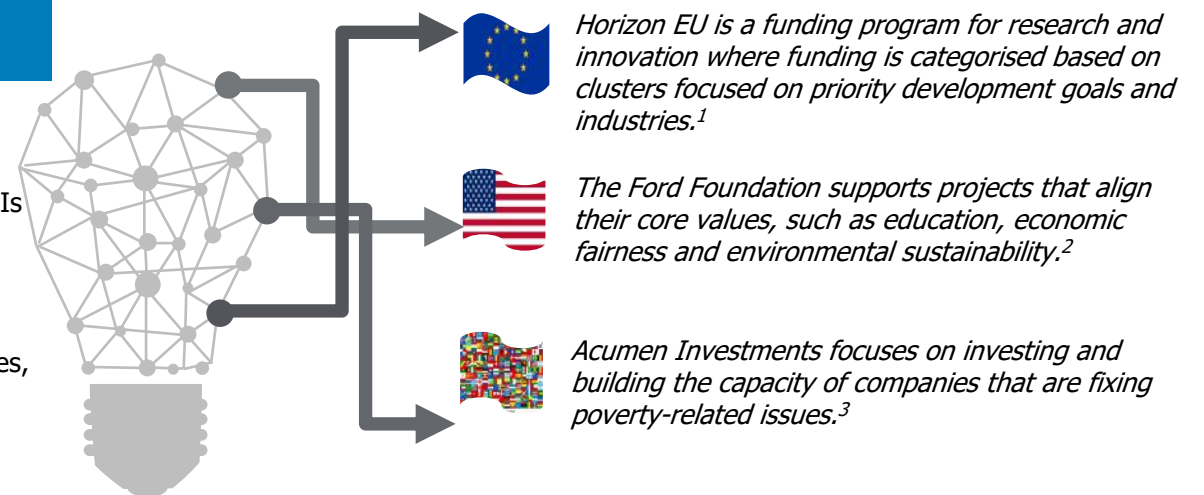 Horizon EU is a funding program for research and
innovation where funding is categorised based on
clusters focused on priority development goals and
industries.1
Is
The Ford Foundation supports projects that align
their core values, such as education, economic
fairness and environmental sustainability.2
es,
Acumen Investments focuses on investing and
building the capacity of companies that are fixing
poverty-related issues.3